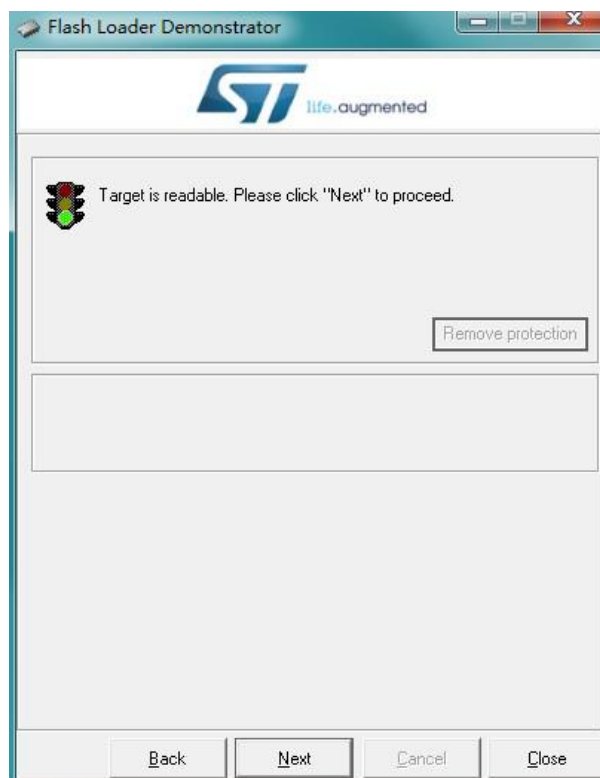 Flash Loader Demonstrator
ST life.augmented
Target is readable. Please click "Next" to proceed.
Remove protection
Back Next Cancel Close